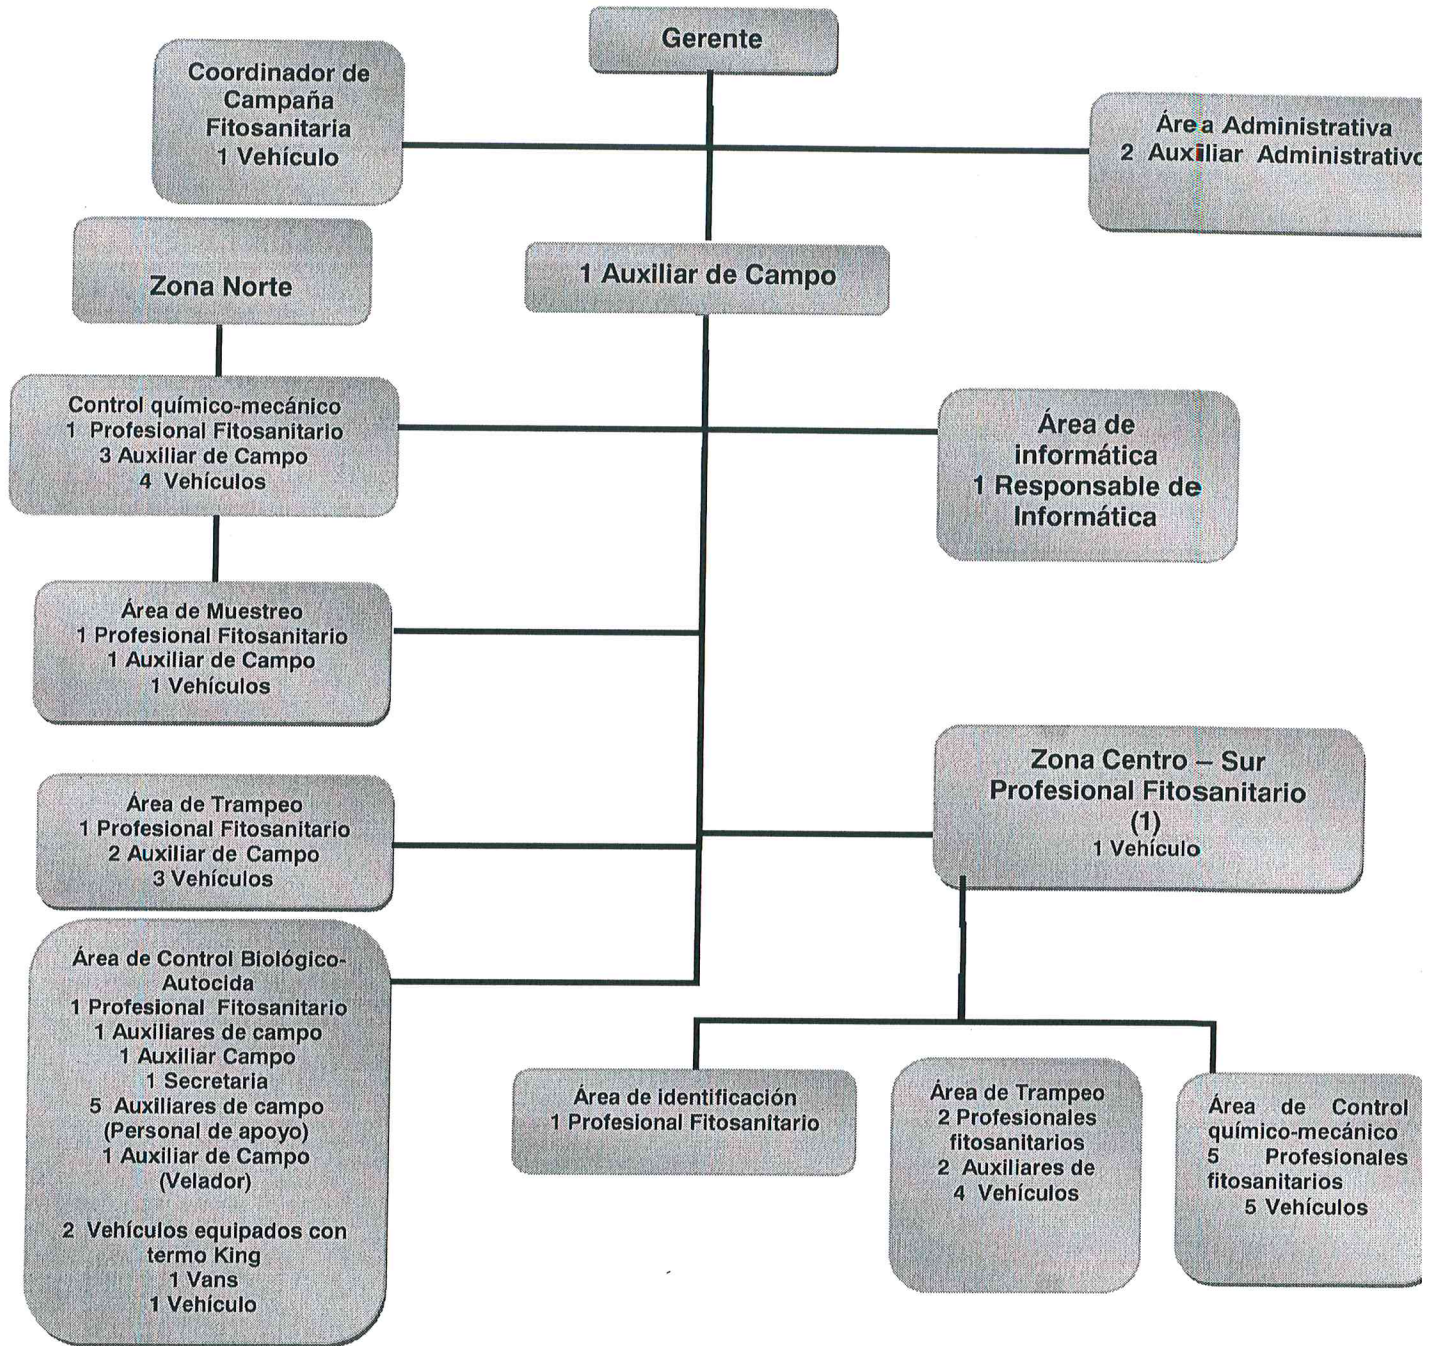 Gerente
Coordinador de
Campaña
Fitosanitaria
1 Vehículo
Área Administrativa
2 Auxiliar Administrativo
Zona Norte
1 Auxiliar de Campo
Control químico-mecánico
1 Profesional Fitosanitario
3 Auxiliar de Campo
4 Vehículos
Área de
informática
1 Responsable de
Informática
Área de Muestreo
1 Profesional Fitosanitario
1 Auxiliar de Campo
1 Vehículos
Zona Centro – Sur
Profesional Fitosanitario
(1)
1 Vehículo
Área de Trampeo
1 Profesional Fitosanitario
2 Auxiliar de Campo
3 Vehículos
Área de Control Biológico-
Autocida
1 Profesional Fitosanitario
1 Auxiliares de campo
1 Auxiliar Campo
1 Secretaria
5 Auxiliares de campo
(Personal de apoyo)
1 Auxiliar de Campo
(Velador)
2 Vehículos equipados con
termo King
1 Vans
1 Vehículo
Área de identificación
1 Profesional Fitosanitario
Área de Trampeo
2 Profesionales
fitosanitarios
2 Auxiliares de
4 Vehículos
Área de Control
químico-mecánico
5 Profesionales
fitosanitarios
5 Vehículos